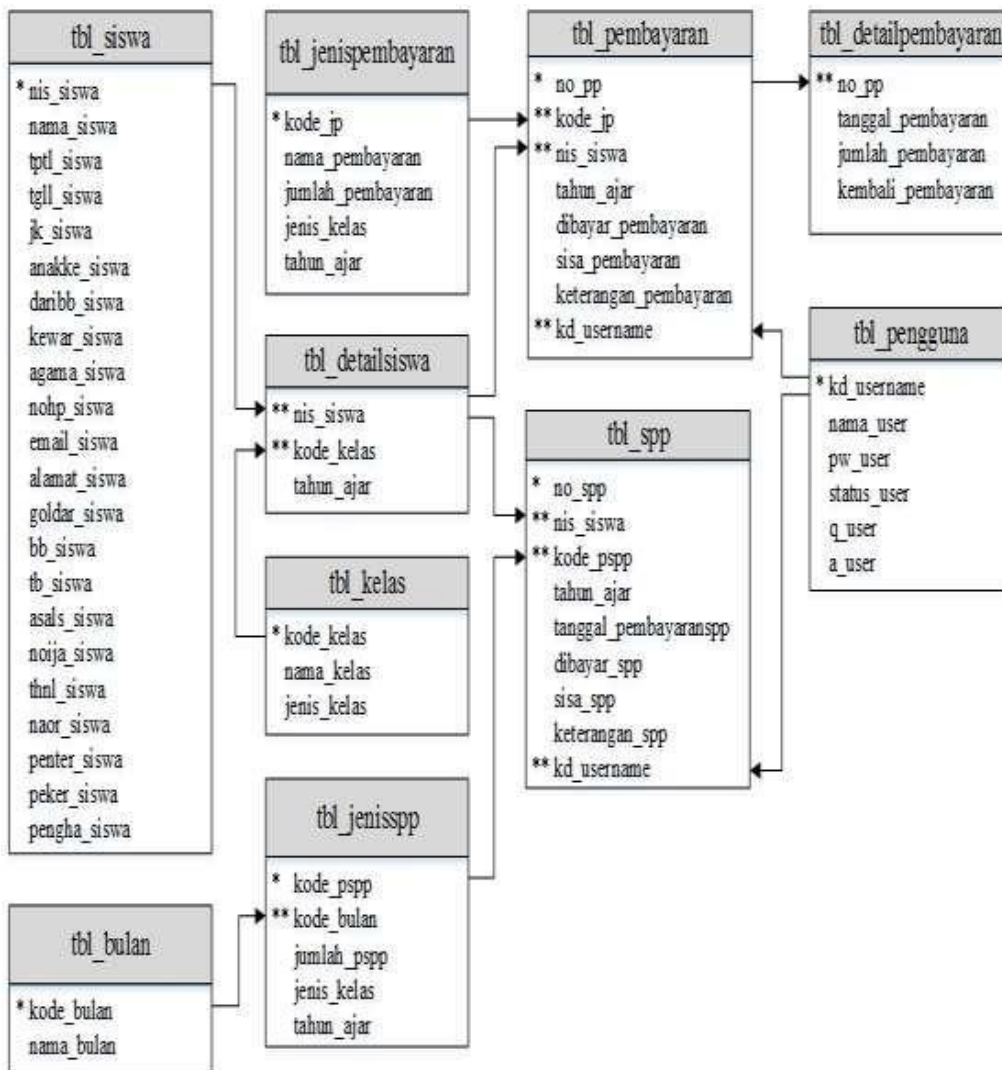 tbl_siswa
* nis_siswa
nama_siswa
tptl_siswa
tgll_siswa
jk_siswa
anakke_siswa
daribb_siswa
kewar_siswa
agama_siswa
nohp_siswa
email_siswa
alamat_siswa
goldar_siswa
bb_siswa
tb_siswa
asals_siswa
noija_siswa
thnl_siswa
naor_siswa
penter_siswa
peker_siswa
pengha_siswa
tbl_bulan
* kode_bulan
nama_bulan
tbl_jenispembayaran
* kode_jp
nama_pembayaran
jumlah_pembayaran
jenis_kelas
tahun_ajar
tbl_detailsiswa
** nis_siswa
** kode_kelas
tahun_ajar
tbl_kelas
* kode_kelas
nama_kelas
jenis_kelas
tbl_jenisspp
* kode_pspp
** kode_bulan
jumlah_pspp
jenis_kelas
tahun_ajar
tbl_pembayaran
* no_pp
** kode_jp
** nis_siswa
tahun_ajar
dibayar_pembayaran
sisa_pembayaran
keterangan_pembayaran
** kd_username
tbl_spp
* no_spp
** nis_siswa
** kode_pspp
tahun_ajar
tanggal_pembayaranspp
dibayar_spp
sisa_spp
keterangan_spp
** kd_username
tbl_detailpembayaran
** no_pp
tanggal_pembayaran
jumlah_pembayaran
kembali_pembayaran
tbl_pengguna
* kd_username
nama_user
pw_user
status_user
q_user
a_user